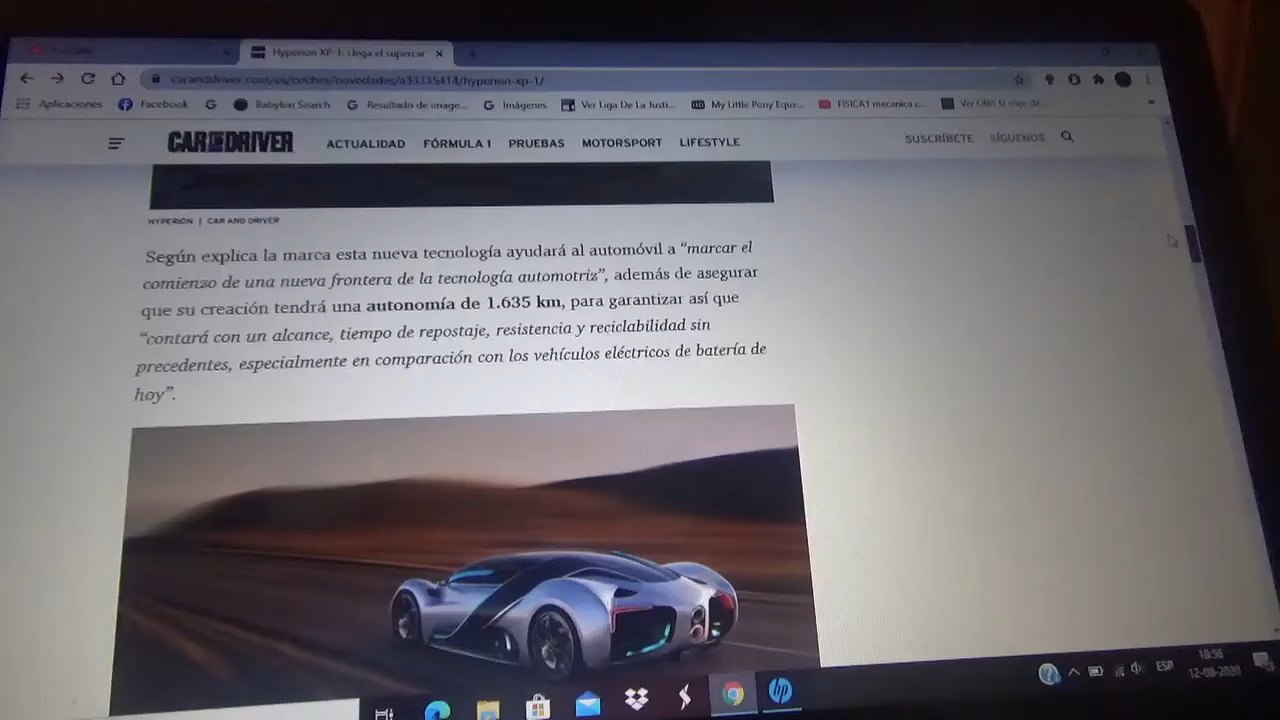 Hyperion XP-1: Llega el supercar
caranddriver.com/es/coches/novedades/a33335414/hyperion-xp-1/
Aplicaciones Facebook Babylon Search Resultado de image... Imágenes Ver Liga De La Justi... My Little Pony Eque... FISICA1 mecanica c...
CAR AND DRIVER ACTUALIDAD FÓRMULA 1 PRUEBAS MOTORSPORT LIFESTYLE SUSCRÍBETE SÍGUENOS
HYPERION | CAR AND DRIVER
Según explica la marca esta nueva tecnología ayudará al automóvil a “marcar el
comienzo de una nueva frontera de la tecnología automotriz”, además de asegurar
que su creación tendrá una autonomía de 1.635 km, para garantizar así que
“contará con un alcance, tiempo de repostaje, resistencia y reciclabilidad sin
precedentes, especialmente en comparación con los vehículos eléctricos de batería de
hoy”.
hp
ESP
18:56
12-08-2020